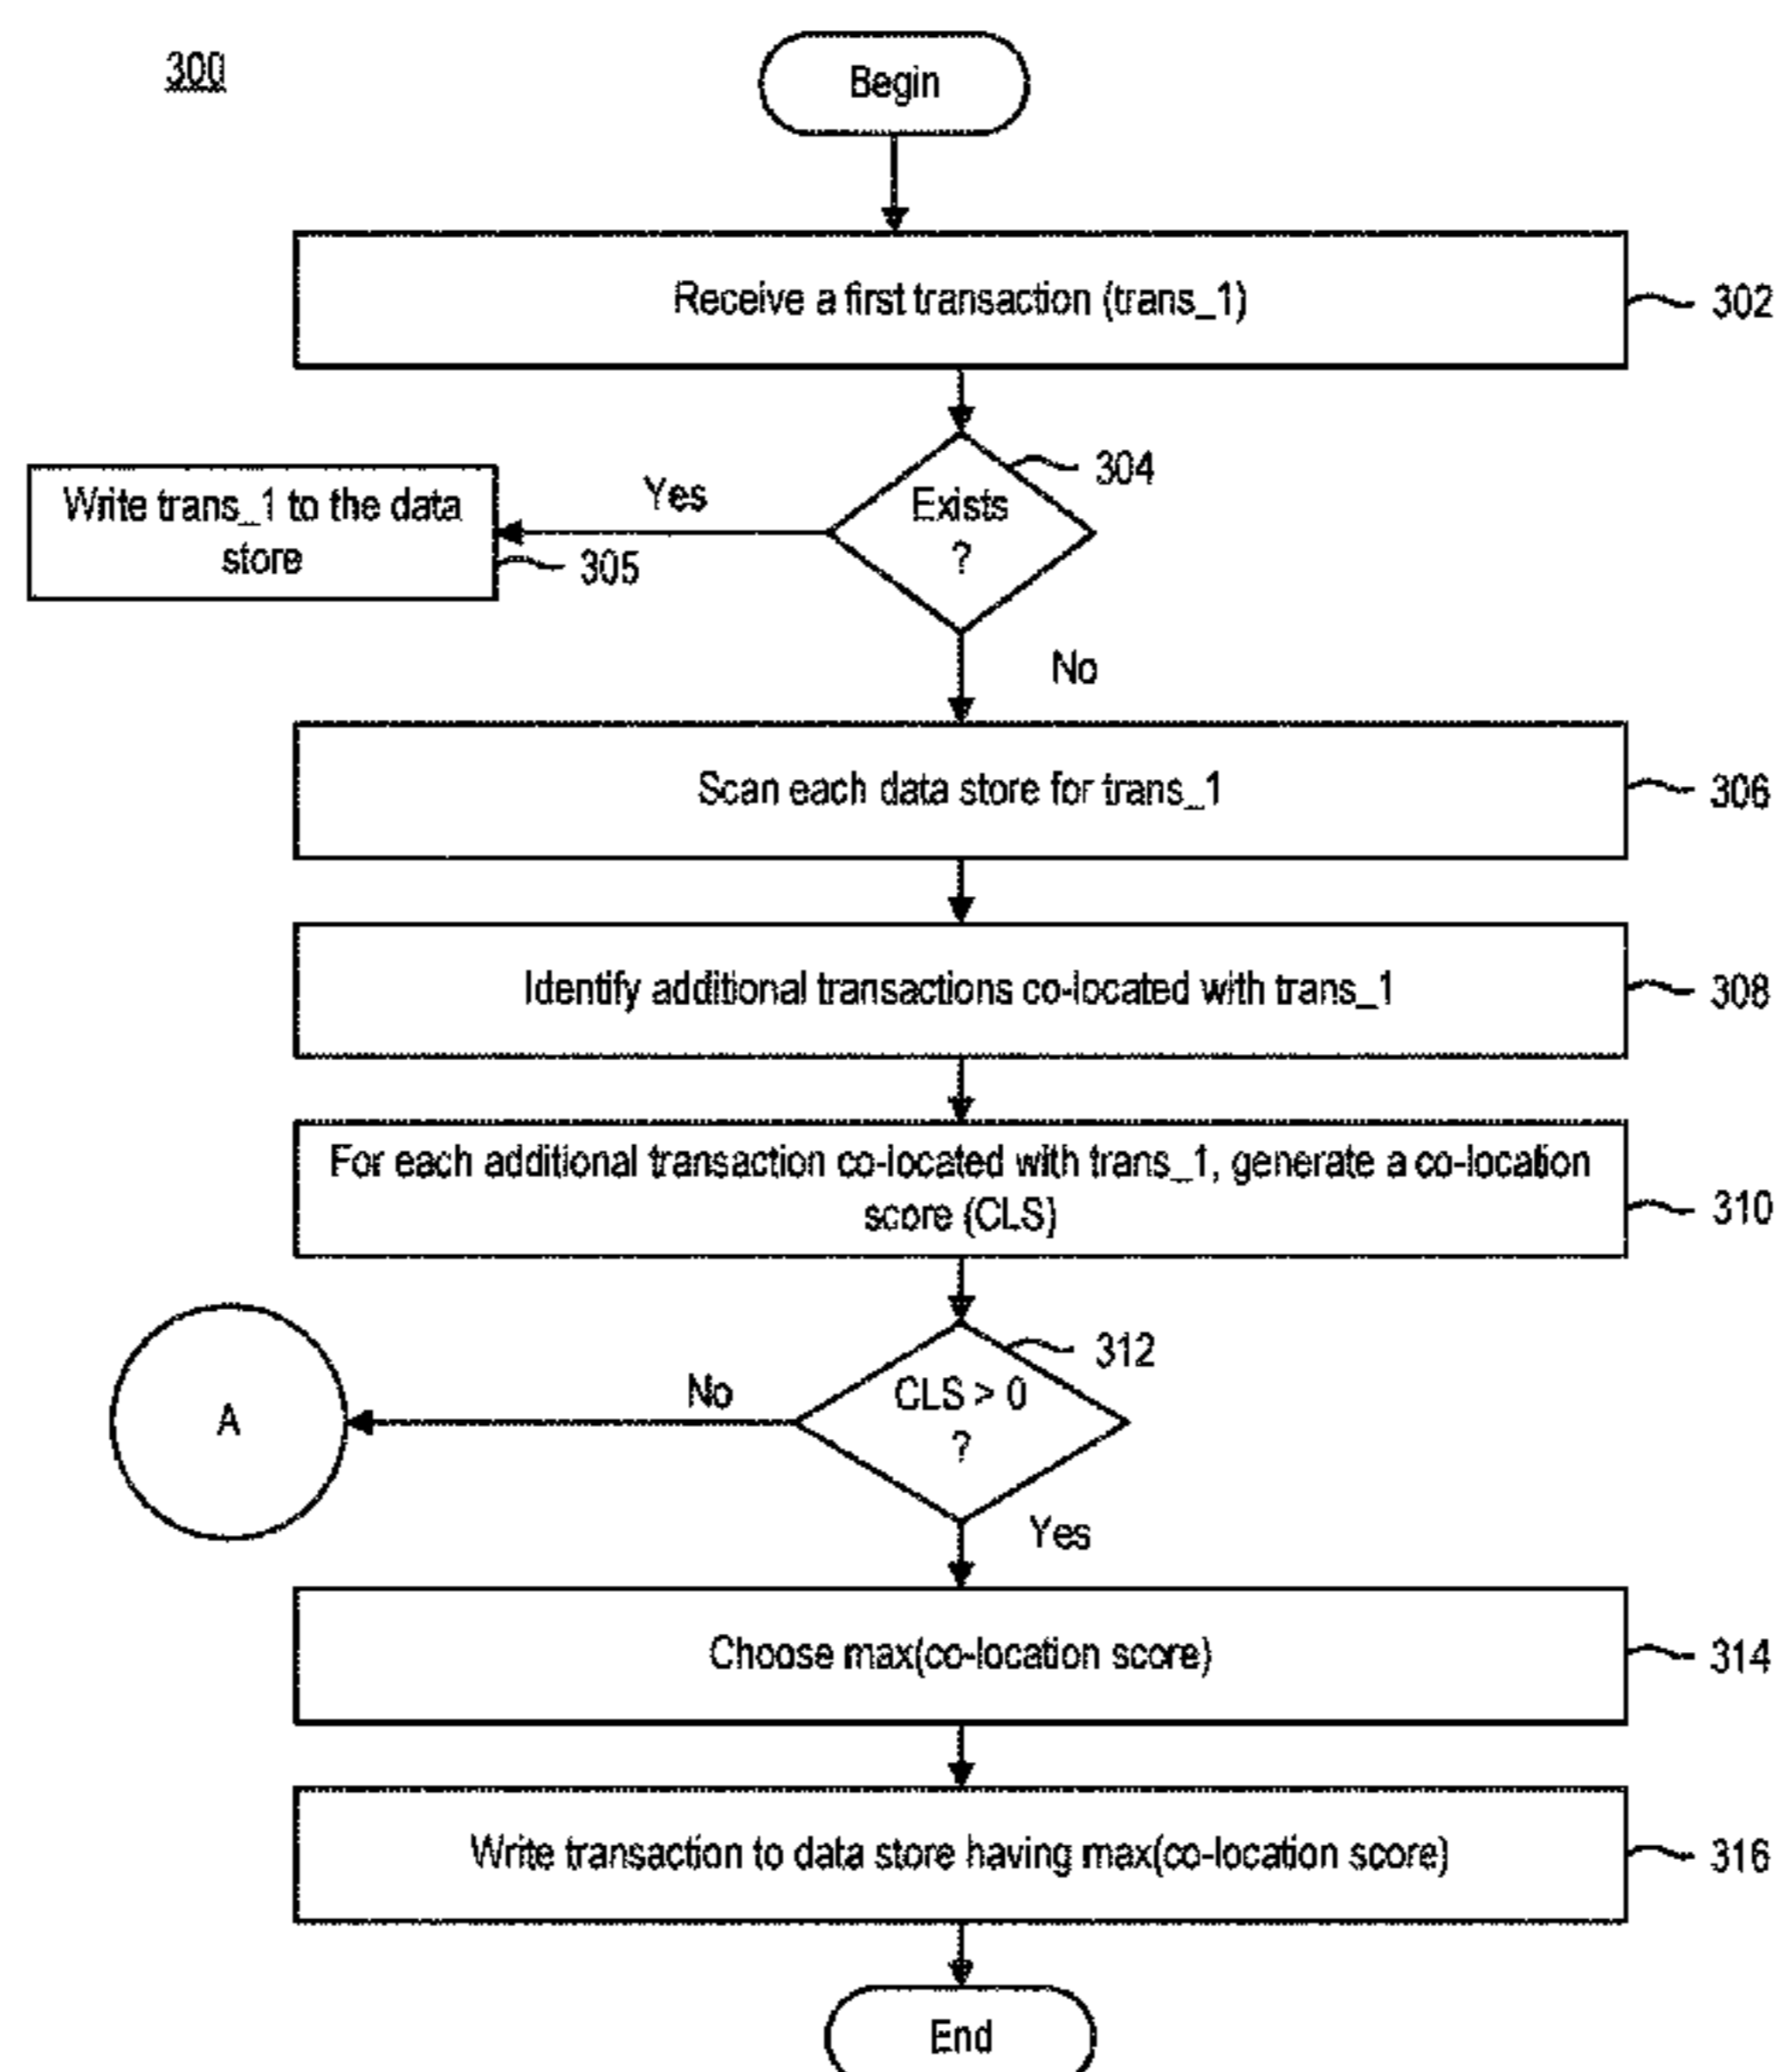 300
Begin
Receive a first transaction (trans_1)
302
304
Exists
?
Yes
Write trans_1 to the data
store
305
No
Scan each data store for trans_1
306
Identify additional transactions co-located with trans_1
308
For each additional transaction co-located with trans_1, generate a co-location
score (CLS)
310
312
CLS > 0
?
No
A
Yes
Choose max(co-location score)
314
Write transaction to data store having max(co-location score)
316
End